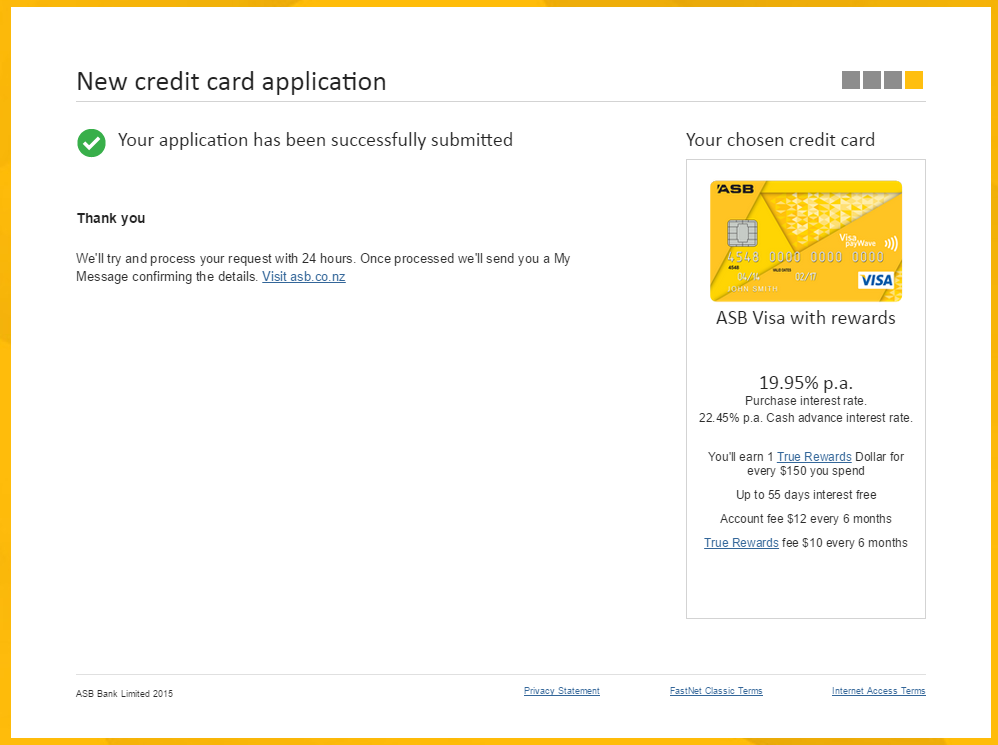 New credit card application
Your application has been successfully submitted
Thank you
We'll try and process your request with 24 hours. Once processed we'll send you a My
Message confirming the details. Visit asb.co.nz
Your chosen credit card
ASB
Visa
payWave
4548 0000 0000 0000
4548
VALID DATES
04/14 02/17
JOHN SMITH
VISA
ASB Visa with rewards
19.95% p.a.
Purchase interest rate.
22.45% p.a. Cash advance interest rate.
You'll earn 1 True Rewards Dollar for
every $150 you spend
Up to 55 days interest free
Account fee $12 every 6 months
True Rewards fee $10 every 6 months
ASB Bank Limited 2015
Privacy Statement
FastNet Classic Terms
Internet Access Terms